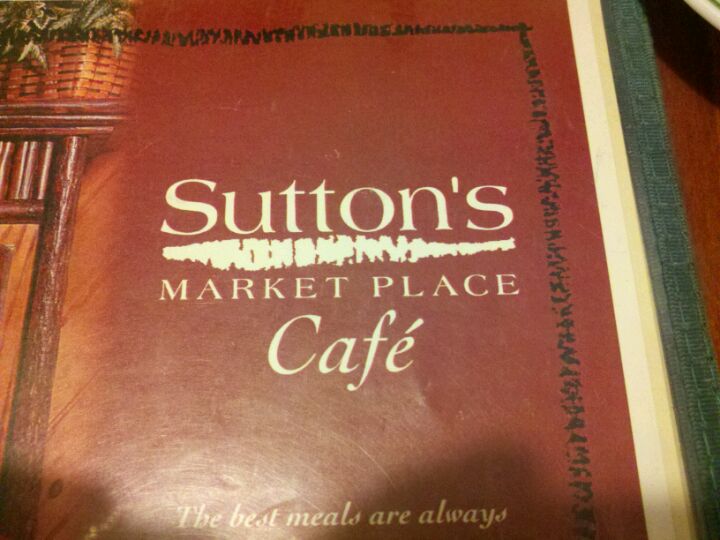 Sutton's
MARKET PLACE
Café
The best meals are always